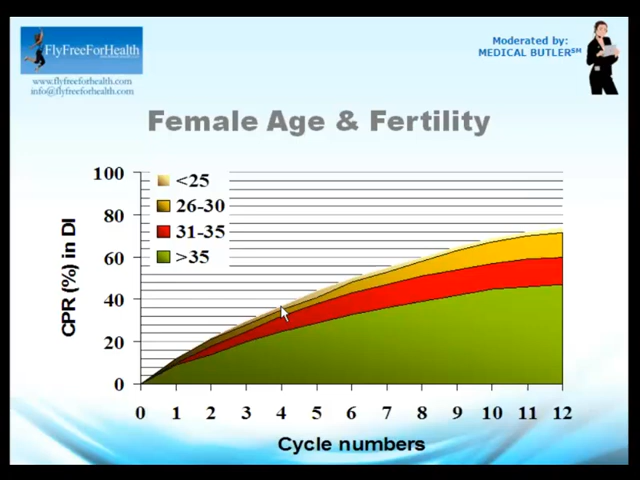 FlyFreeForHealth
www.flyfreeforhealth.com
info@flyfreeforhealth.com
Moderated by:
MEDICAL BUTLER℠
Female Age & Fertility
CPR (%) in DI
100
80
60
40
20
0
<25
26-30
31-35
>35
0 1 2 3 4 5 6 7 8 9 10 11 12
Cycle numbers